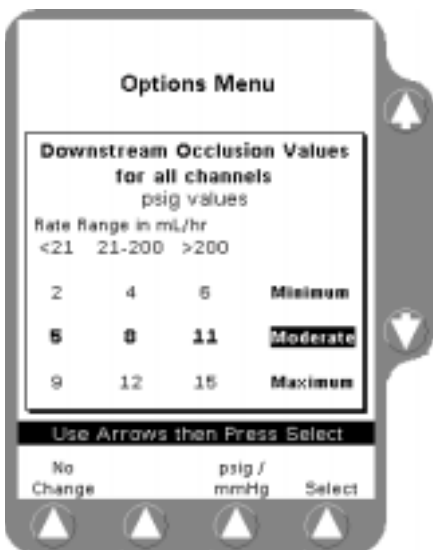 Options Menu
Downstream Occlusion Values
for all channels
psig values
Rate Range in mL/hr
<21 21-200 >200
2 4 6 Minimum
5 8 11 Moderate
9 12 15 Maximum
Use Arrows then Press Select
No psig /
Change mmHg Select